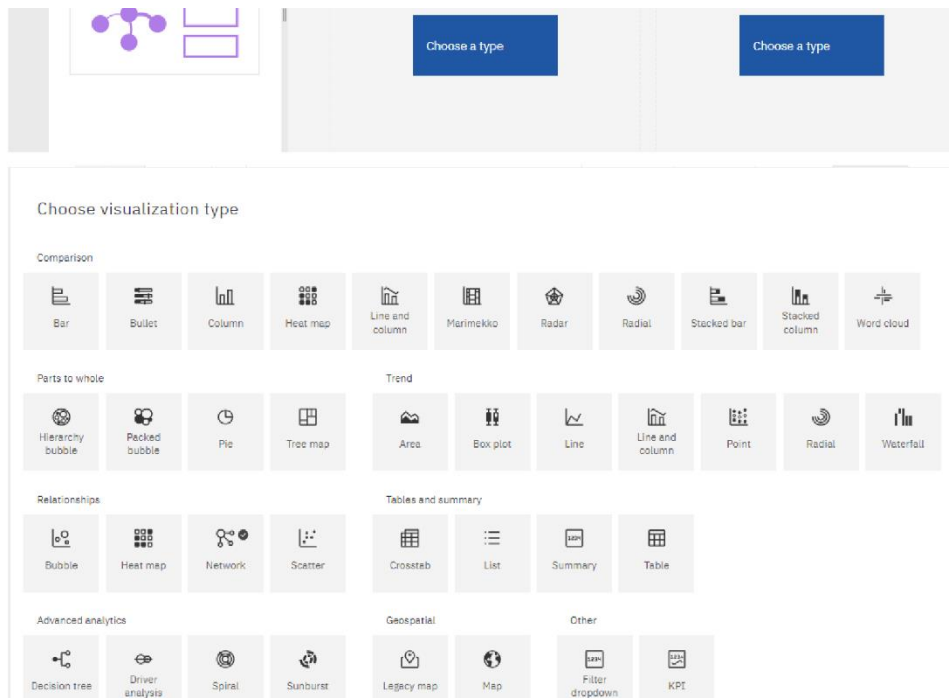 Choose a type
Choose a type
Choose visualization type
Comparison
Bar
Bullet
Column
Heat map
Line and
column
Marimekko
Radar
Radial
Stacked bar
Stacked
column
Word cloud
Parts to whole
Hierarchy
bubble
Packed
bubble
Pie
Tree map
Trend
Area
Box plot
Line
Line and
column
Point
Radial
Waterfall
Relationships
Bubble
Heat map
Network
Scatter
Tables and summary
Crosstab
List
1234
Summary
Table
Advanced analytics
Decision tree
Driver
analysis
Spiral
Sunburst
Geospatial
Legacy map
Map
Other
1234
Filter
dropdown
1234
KPI